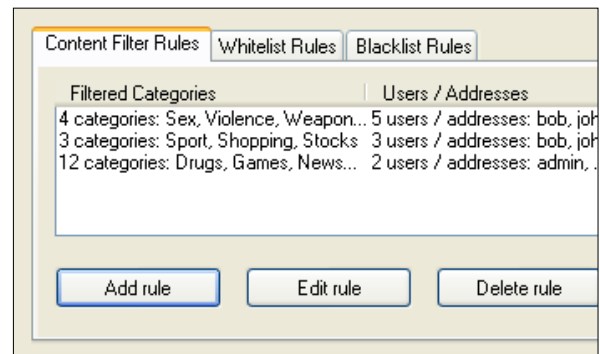 Content Filter Rules Whitelist Rules Blacklist Rules
Filtered Categories Users / Addresses
4 categories: Sex, Violence, Weapon... 5 users / addresses: bob, joh
3 categories: Sport, Shopping, Stocks 3 users / addresses: bob, joh
12 categories: Drugs, Games, News... 2 users / addresses: admin, .
Add rule Edit rule Delete rule